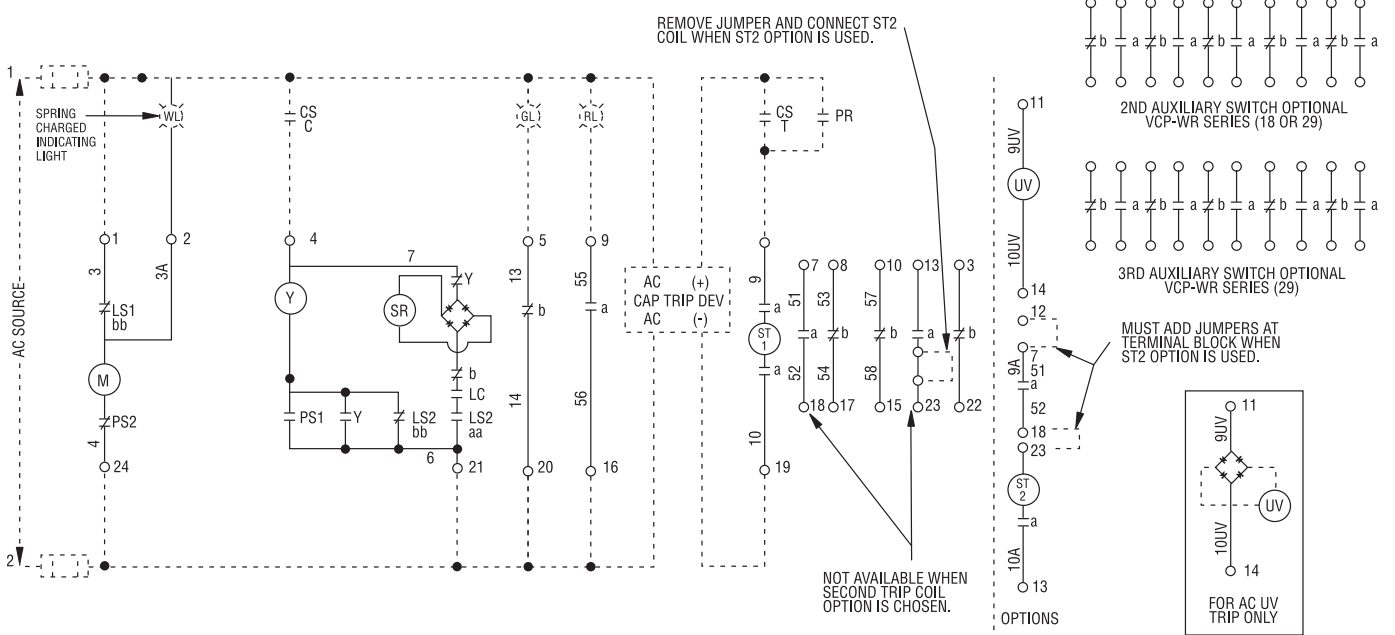 REMOVE JUMPER AND CONNECT ST2
COIL WHEN ST2 OPTION IS USED.
b a b a b a b a b a
2ND AUXILIARY SWITCH OPTIONAL
VCP-WR SERIES (18 OR 29)
b a b a b a b a b a
3RD AUXILIARY SWITCH OPTIONAL
VCP-WR SERIES (29)
1
AC SOURCE
2
SPRING
CHARGED
INDICATING
LIGHT
WL
CS
C
GL
RL
CS
T
PR
1
2
4
5
9
3
3A
LS1
bb
M
PS2
4
24
7
Y
Y
SR
b
LC
LS2
aa
PS1
Y
LS2
bb
6
21
13
b
14
20
55
a
56
16
AC (+)
CAP TRIP DEV
AC (-)
9
a
ST
1
a
10
19
7
51
a
52
18
8
53
b
54
17
10
57
b
58
15
13
a
23
3
b
22
NOT AVAILABLE WHEN
SECOND TRIP COIL
OPTION IS CHOSEN.
11
9UV
UV
10UV
14
12
7
9A
51
a
52
18
23
ST
2
a
10A
13
OPTIONS
MUST ADD JUMPERS AT
TERMINAL BLOCK WHEN
ST2 OPTION IS USED.
11
9UV
UV
10UV
14
FOR AC UV
TRIP ONLY